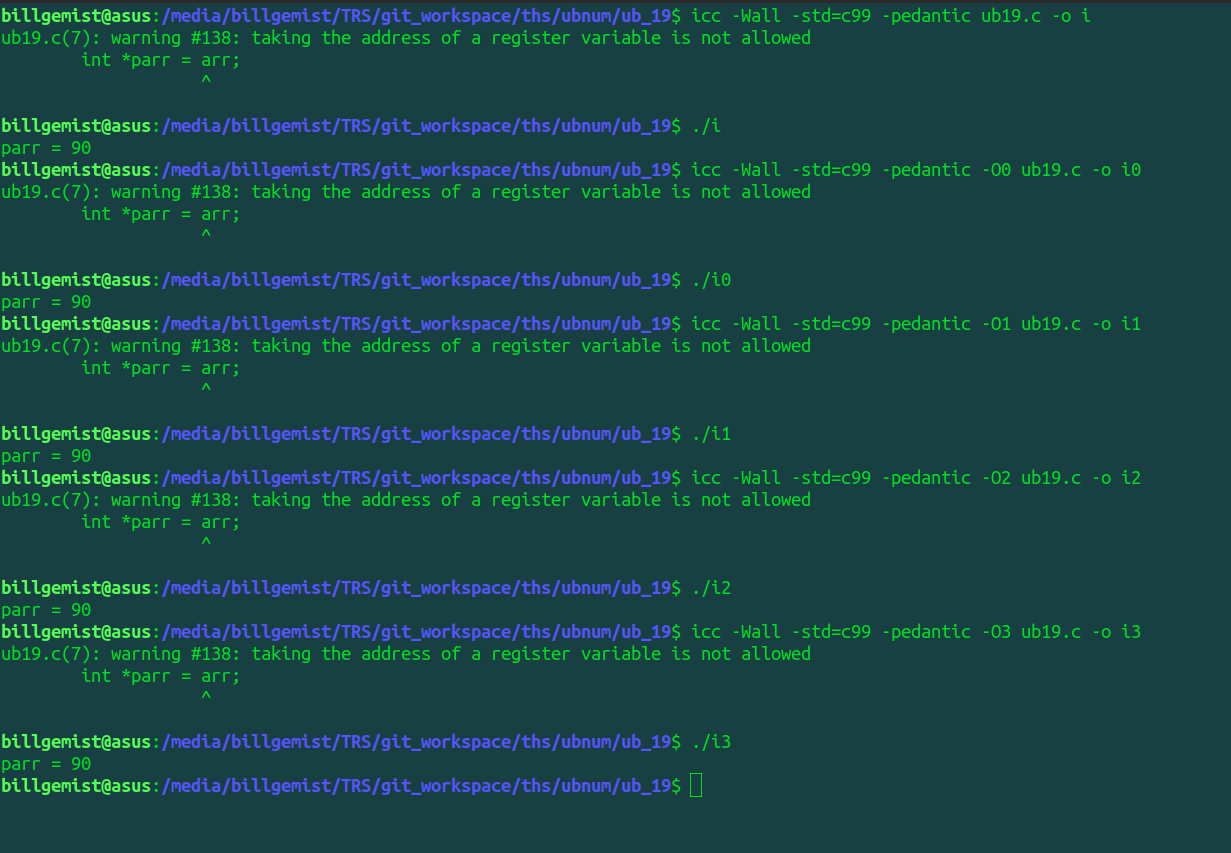 billgemist@asus:/media/billgemist/TRS/git_workspace/ths/ubnum/ub_19$ icc -Wall -std=c99 -pedantic ub19.c -o i
ub19.c(7): warning #138: taking the address of a register variable is not allowed
        int *parr = arr;
                    ^

billgemist@asus:/media/billgemist/TRS/git_workspace/ths/ubnum/ub_19$ ./i
parr = 90
billgemist@asus:/media/billgemist/TRS/git_workspace/ths/ubnum/ub_19$ icc -Wall -std=c99 -pedantic -O0 ub19.c -o i0
ub19.c(7): warning #138: taking the address of a register variable is not allowed
        int *parr = arr;
                    ^

billgemist@asus:/media/billgemist/TRS/git_workspace/ths/ubnum/ub_19$ ./i0
parr = 90
billgemist@asus:/media/billgemist/TRS/git_workspace/ths/ubnum/ub_19$ icc -Wall -std=c99 -pedantic -O1 ub19.c -o i1
ub19.c(7): warning #138: taking the address of a register variable is not allowed
        int *parr = arr;
                    ^

billgemist@asus:/media/billgemist/TRS/git_workspace/ths/ubnum/ub_19$ ./i1
parr = 90
billgemist@asus:/media/billgemist/TRS/git_workspace/ths/ubnum/ub_19$ icc -Wall -std=c99 -pedantic -O2 ub19.c -o i2
ub19.c(7): warning #138: taking the address of a register variable is not allowed
        int *parr = arr;
                    ^

billgemist@asus:/media/billgemist/TRS/git_workspace/ths/ubnum/ub_19$ ./i2
parr = 90
billgemist@asus:/media/billgemist/TRS/git_workspace/ths/ubnum/ub_19$ icc -Wall -std=c99 -pedantic -O3 ub19.c -o i3
ub19.c(7): warning #138: taking the address of a register variable is not allowed
        int *parr = arr;
                    ^

billgemist@asus:/media/billgemist/TRS/git_workspace/ths/ubnum/ub_19$ ./i3
parr = 90
billgemist@asus:/media/billgemist/TRS/git_workspace/ths/ubnum/ub_19$